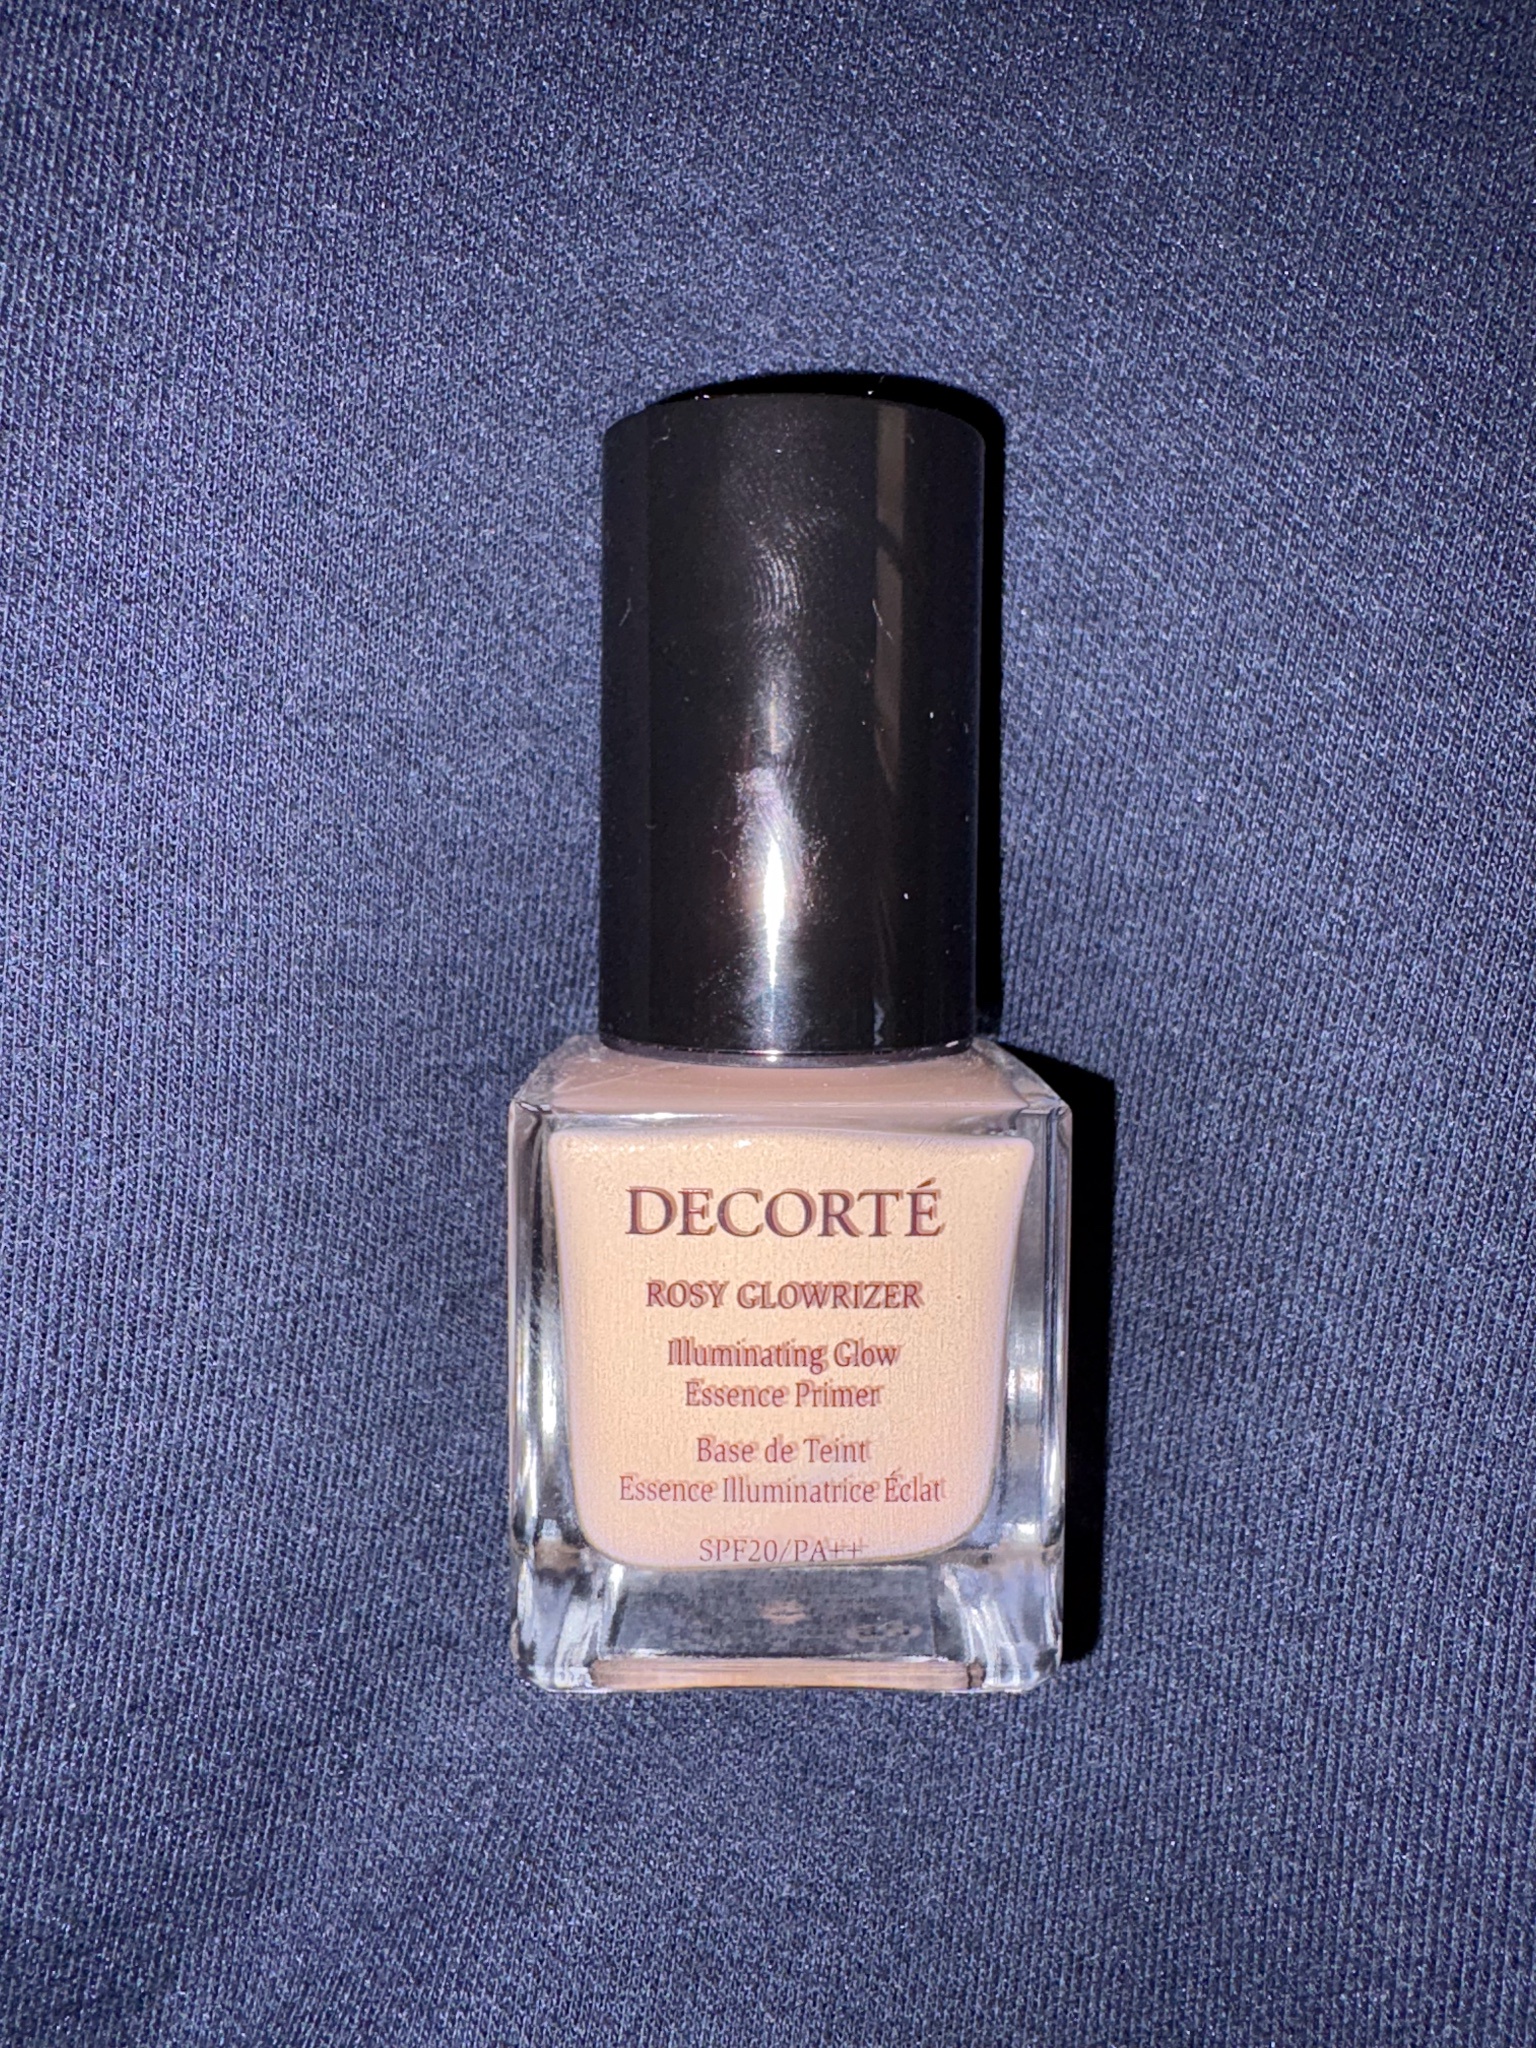 DECORTÉ
ROSY GLOWRIZER
Illuminating Glow
Essence Primer
Base de Teint
Essence Illuminatrice Éclat
SPF20/PA++